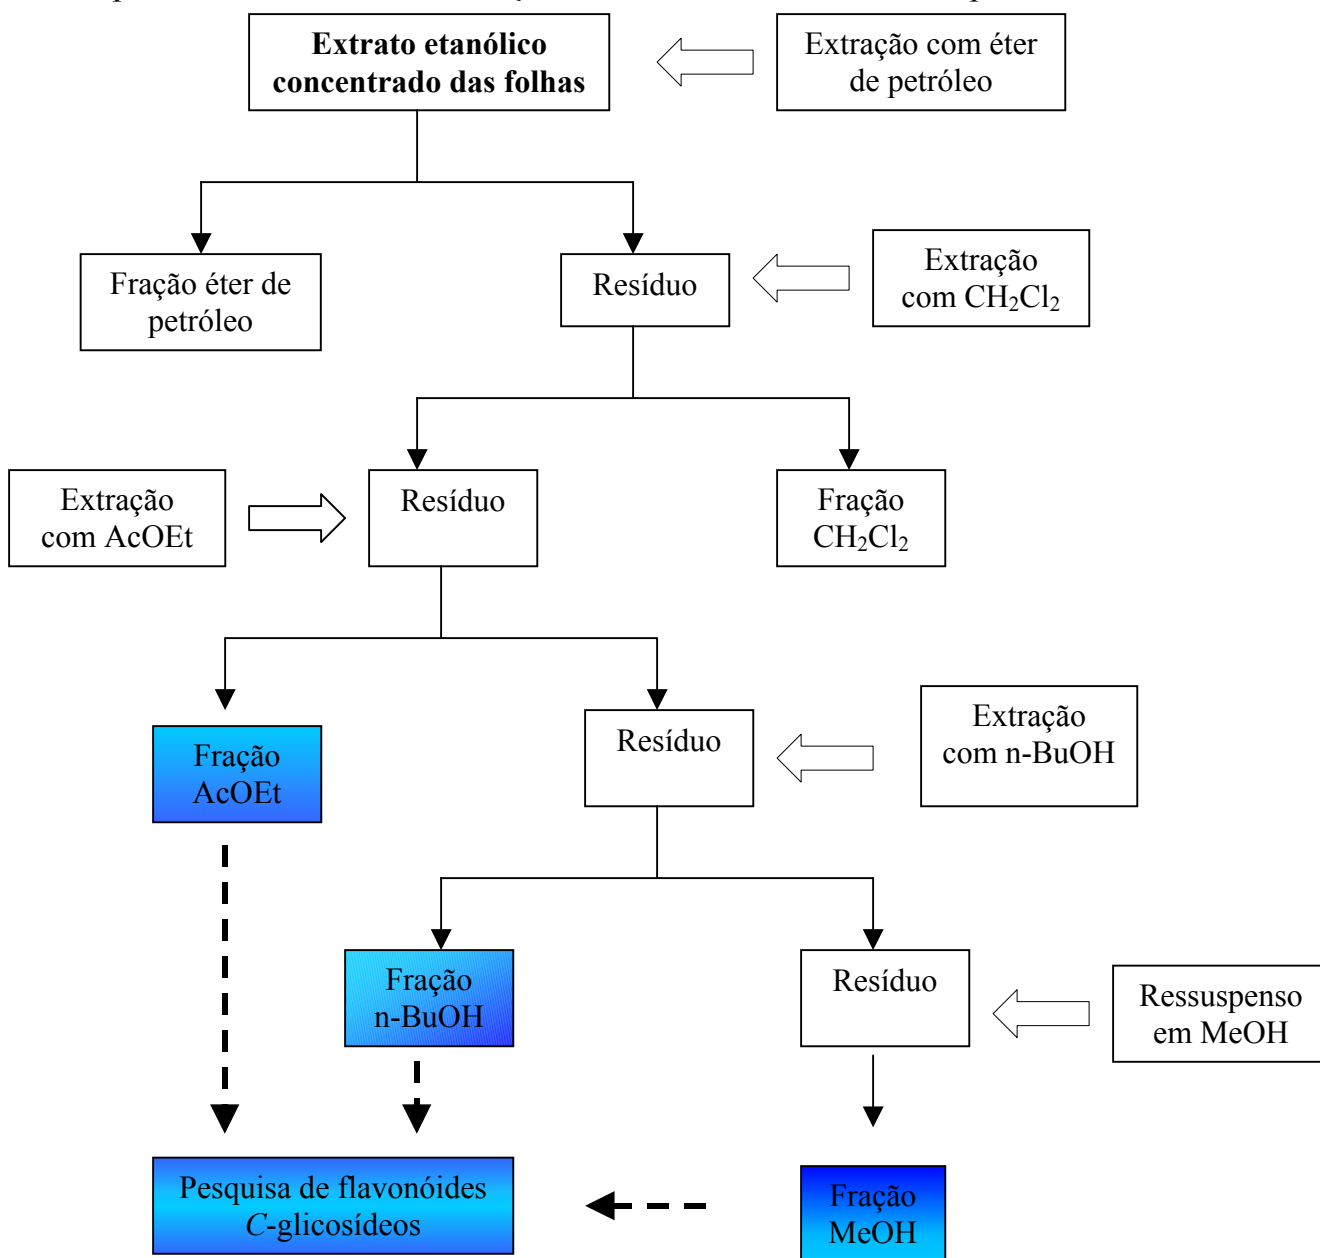 Extrato etanólico
concentrado das folhas
Extração com éter
de petróleo
Fração éter de
petróleo
Resíduo
Extração
com CH₂Cl₂
Extração
com AcOEt
Resíduo
Fração
CH₂Cl₂
Fração
AcOEt
Resíduo
Extração
com n-BuOH
Fração
n-BuOH
Resíduo
Ressuspenso
em MeOH
Pesquisa de flavonóides
C-glicosídeos
Fração
MeOH